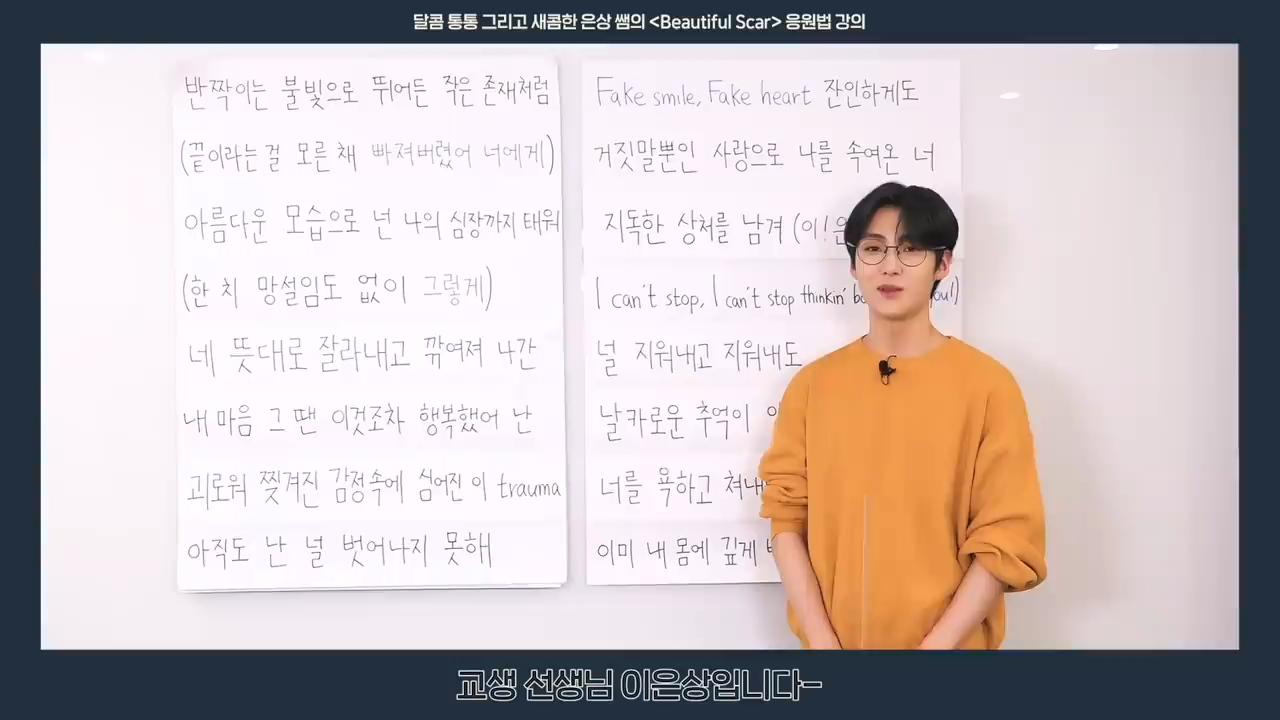 달콤 통통 그리고 새콤한 은상 쌤의 <Beautiful Scar> 응원법 강의
반짝이는 불빛으로 뛰어든 작은 존재처럼
(끝이라는 걸 모른 채 빠져버렸어 너에게)
아름다운 모습으로 넌 나의 심장까지 태워
(한 치 망설임도 없이 그렇게)
네 뜻대로 잘라내고 깎여져 나간
내 마음 그 땐 이것조차 행복했어 난
괴로워 찢겨진 감정속에 심어진 이 trauma
아직도 난 널 벗어나지 못해
Fake smile, Fake heart 잔인하게도
거짓말뿐인 사랑으로 나를 속여온 너
지독한 상처를 남겨 (이!은
I can't stop, I can't stop thinkin'
널 지워내고 지워내도
날카로운 추억이
너를 욕하고 쳐내
이미 내 몸에 깊게
교생 선생님 이은상입니다~